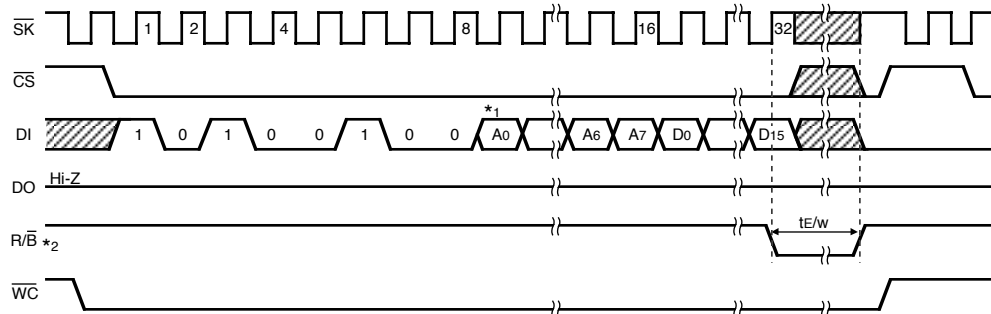 SK 1 2 4 8 16 32
CS
*1
DI 1 0 1 0 0 1 0 0 A0 A6 A7 D0 D15
Hi-Z
DO
tE/w
R/B *2
WC